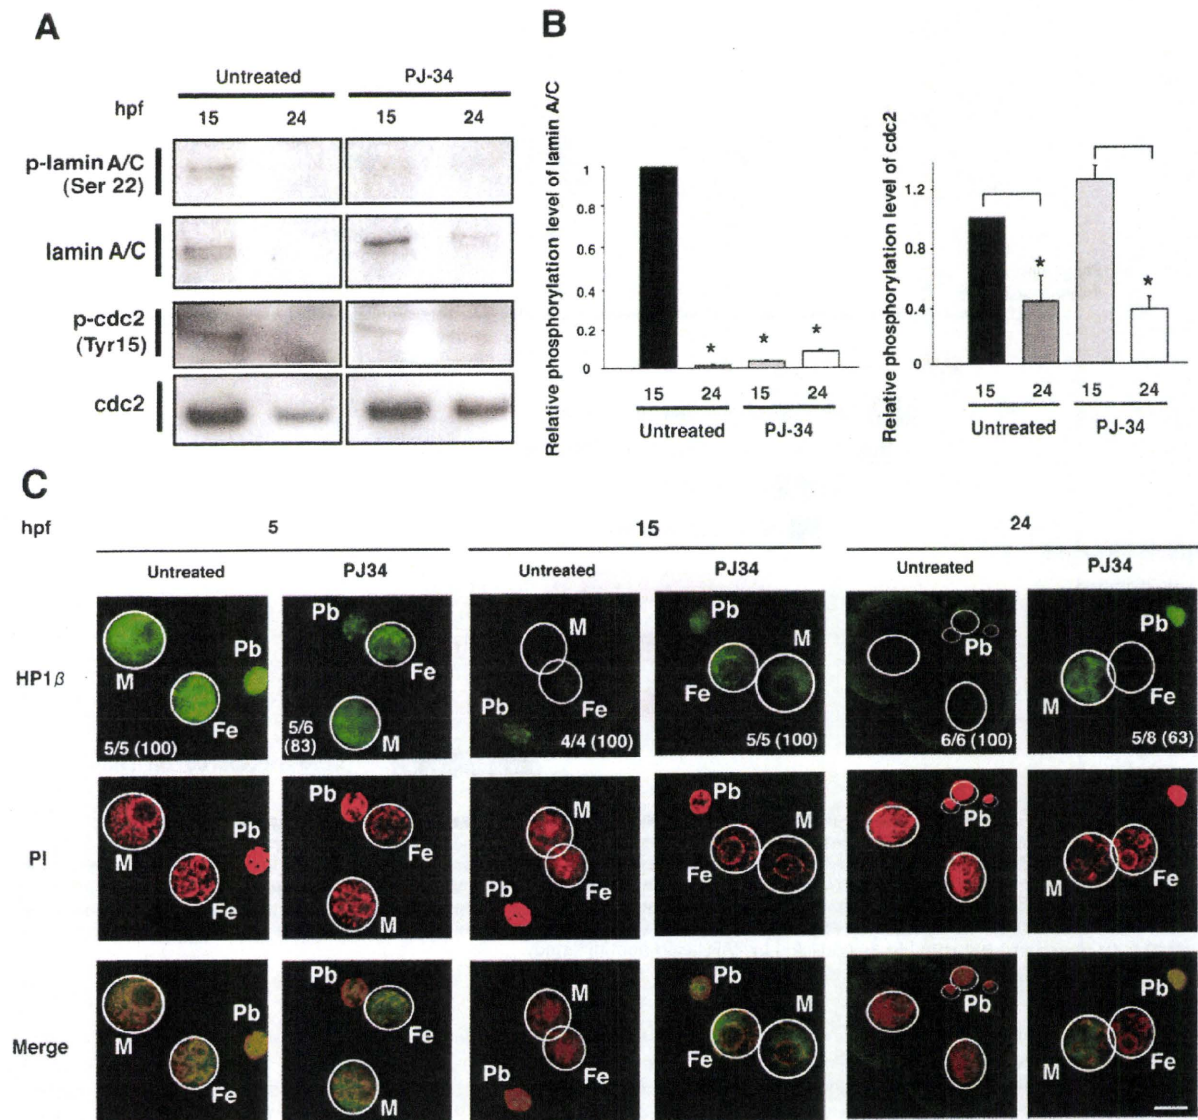 A
Untreated
PJ-34
hpf
15
24
15
24
p-lamin A/C
(Ser 22)
lamin A/C
p-cdc2
(Tyr15)
cdc2
B
Relative phosphorylation level of lamin A/C
1
0.8
0.6
0.4
0.2
0
*
*
*
15
24
15
24
Untreated
PJ-34
Relative phosphorylation level of cdc2
1.2
0.8
0.4
0
*
*
15
24
15
24
Untreated
PJ-34
C
hpf
5
15
24
Untreated
PJ34
Untreated
PJ34
Untreated
PJ34
HP1β
M
Pb
Fe
5/5 (100)
Pb
Fe
5/6
(83)
M
M
Pb
Fe
4/4 (100)
Pb
M
Fe
5/5 (100)
Pb
6/6 (100)
Pb
M
Fe
5/8 (63)
PI
M
Pb
Fe
Pb
Fe
M
M
Fe
Pb
Pb
M
Fe
Pb
Pb
M
Fe
Merge
M
Pb
Fe
Pb
Fe
M
M
Fe
Pb
Pb
M
Fe
Pb
Pb
M
Fe